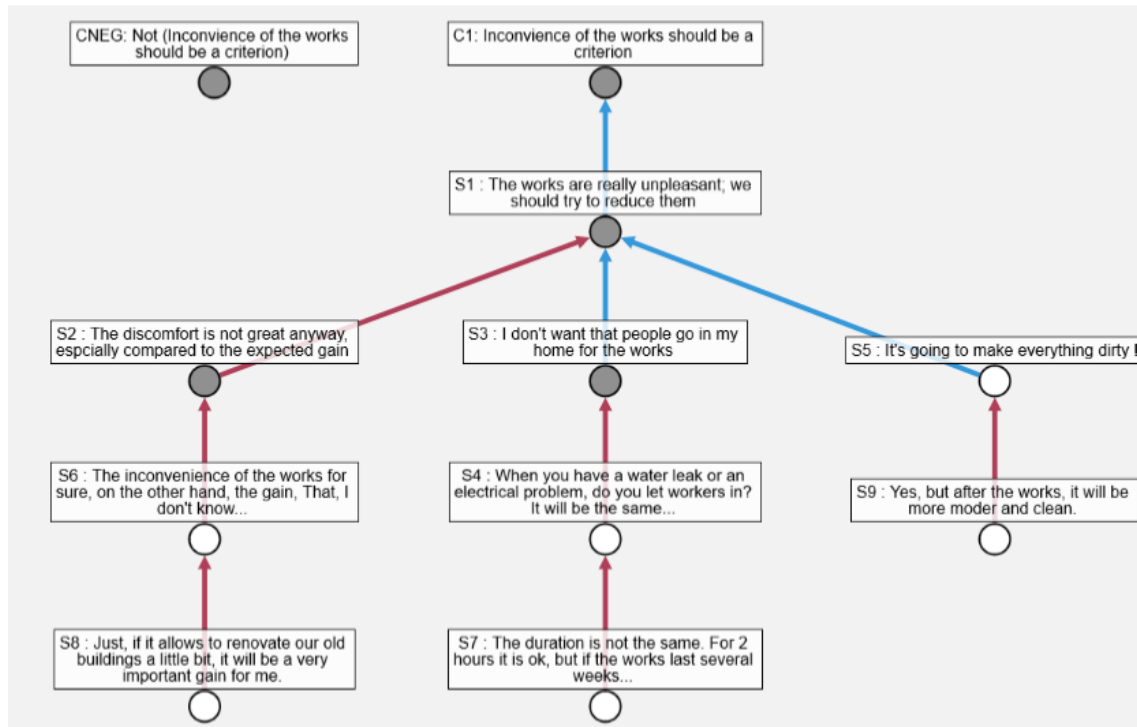 CNEG: Not (Inconvience of the works
should be a criterion)
C1: Inconvience of the works should be a
criterion
S1 : The works are really unpleasant; we
should try to reduce them
S2 : The discomfort is not great anyway,
espcially compared to the expected gain
S3 : I don't want that people go in my
home for the works
S5 : It's going to make everything dirty !
S6 : The inconvenience of the works for
sure, on the other hand, the gain, That, I
don't know...
S4 : When you have a water leak or an
electrical problem, do you let workers in?
It will be the same...
S9 : Yes, but after the works, it will be
more moder and clean.
S8 : Just, if it allows to renovate our old
buildings a little bit, it will be a very
important gain for me.
S7 : The duration is not the same. For 2
hours it is ok, but if the works last several
weeks...